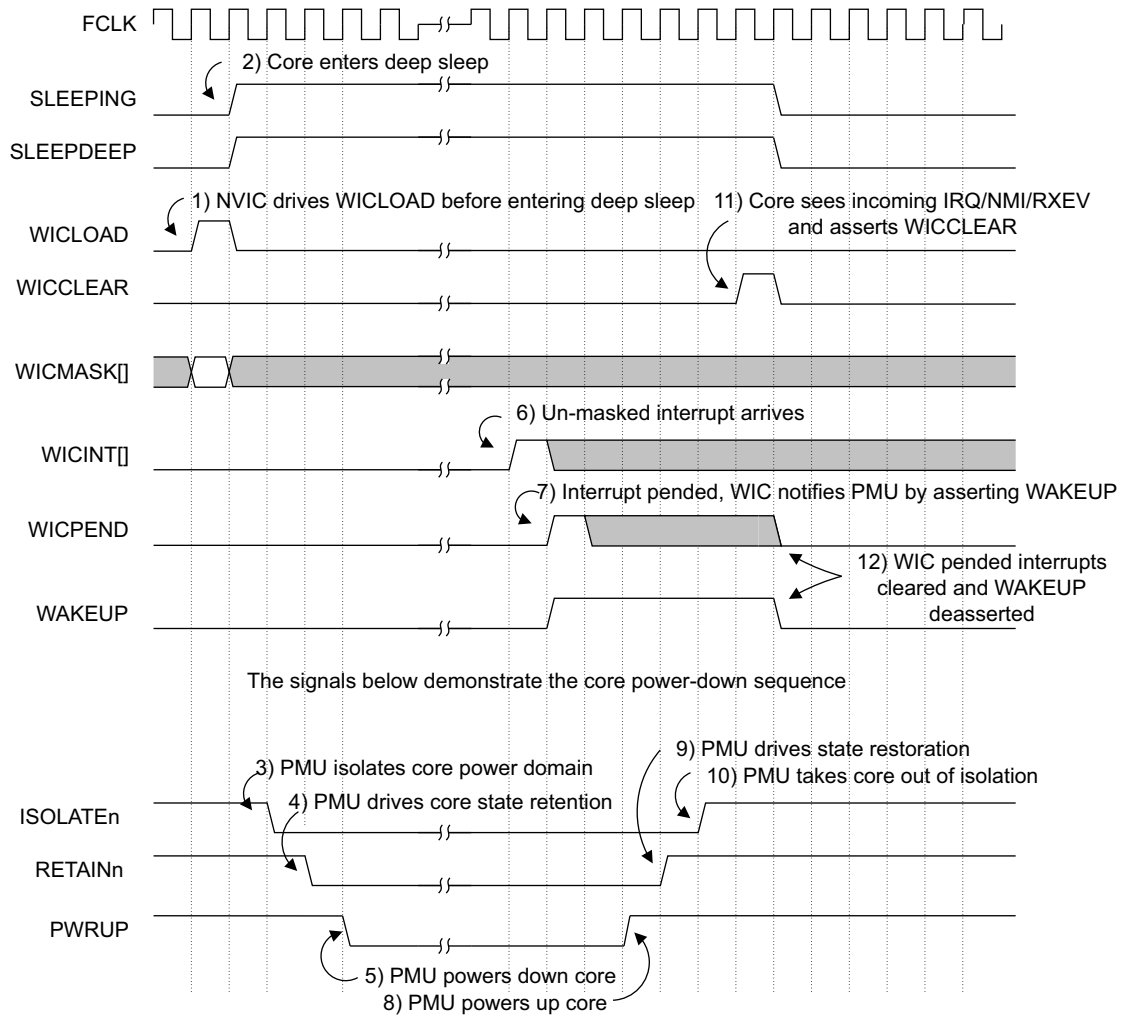 FCLK
2) Core enters deep sleep
SLEEPING
SLEEPDEEP
1) NVIC drives WICLOAD before entering deep sleep
11) Core sees incoming IRQ/NMI/RXEV
and asserts WICCLEAR
WICLOAD
WICCLEAR
WICMASK[]
6) Un-masked interrupt arrives
WICINT[]
7) Interrupt pended, WIC notifies PMU by asserting WAKEUP
WICPEND
12) WIC pended interrupts
cleared and WAKEUP
deasserted
WAKEUP
The signals below demonstrate the core power-down sequence
9) PMU drives state restoration
3) PMU isolates core power domain
10) PMU takes core out of isolation
4) PMU drives core state retention
ISOLATEn
RETAINn
PWRUP
5) PMU powers down core
8) PMU powers up core